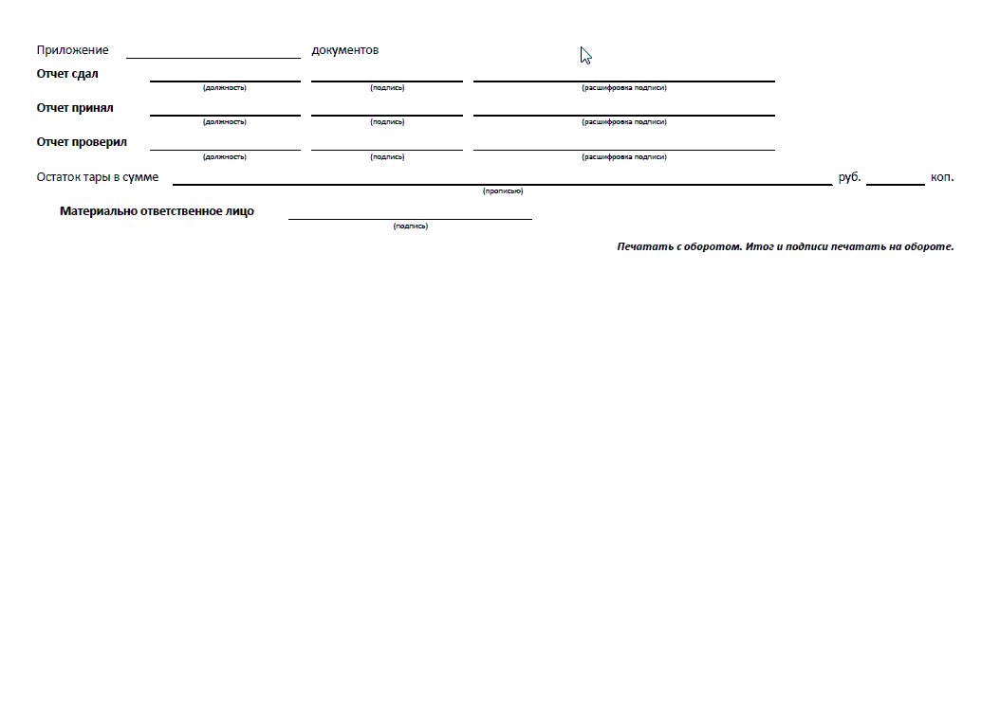 Приложение документов
Отчет сдал
(должность) (подпись) (расшифровка подписи)
Отчет принял
(должность) (подпись) (расшифровка подписи)
Отчет проверил
(должность) (подпись) (расшифровка подписи)
Остаток тары в сумме руб. коп.
(прописью)
Материально ответственное лицо
(подпись)
Печатать с оборотом. Итог и подписи печатать на обороте.